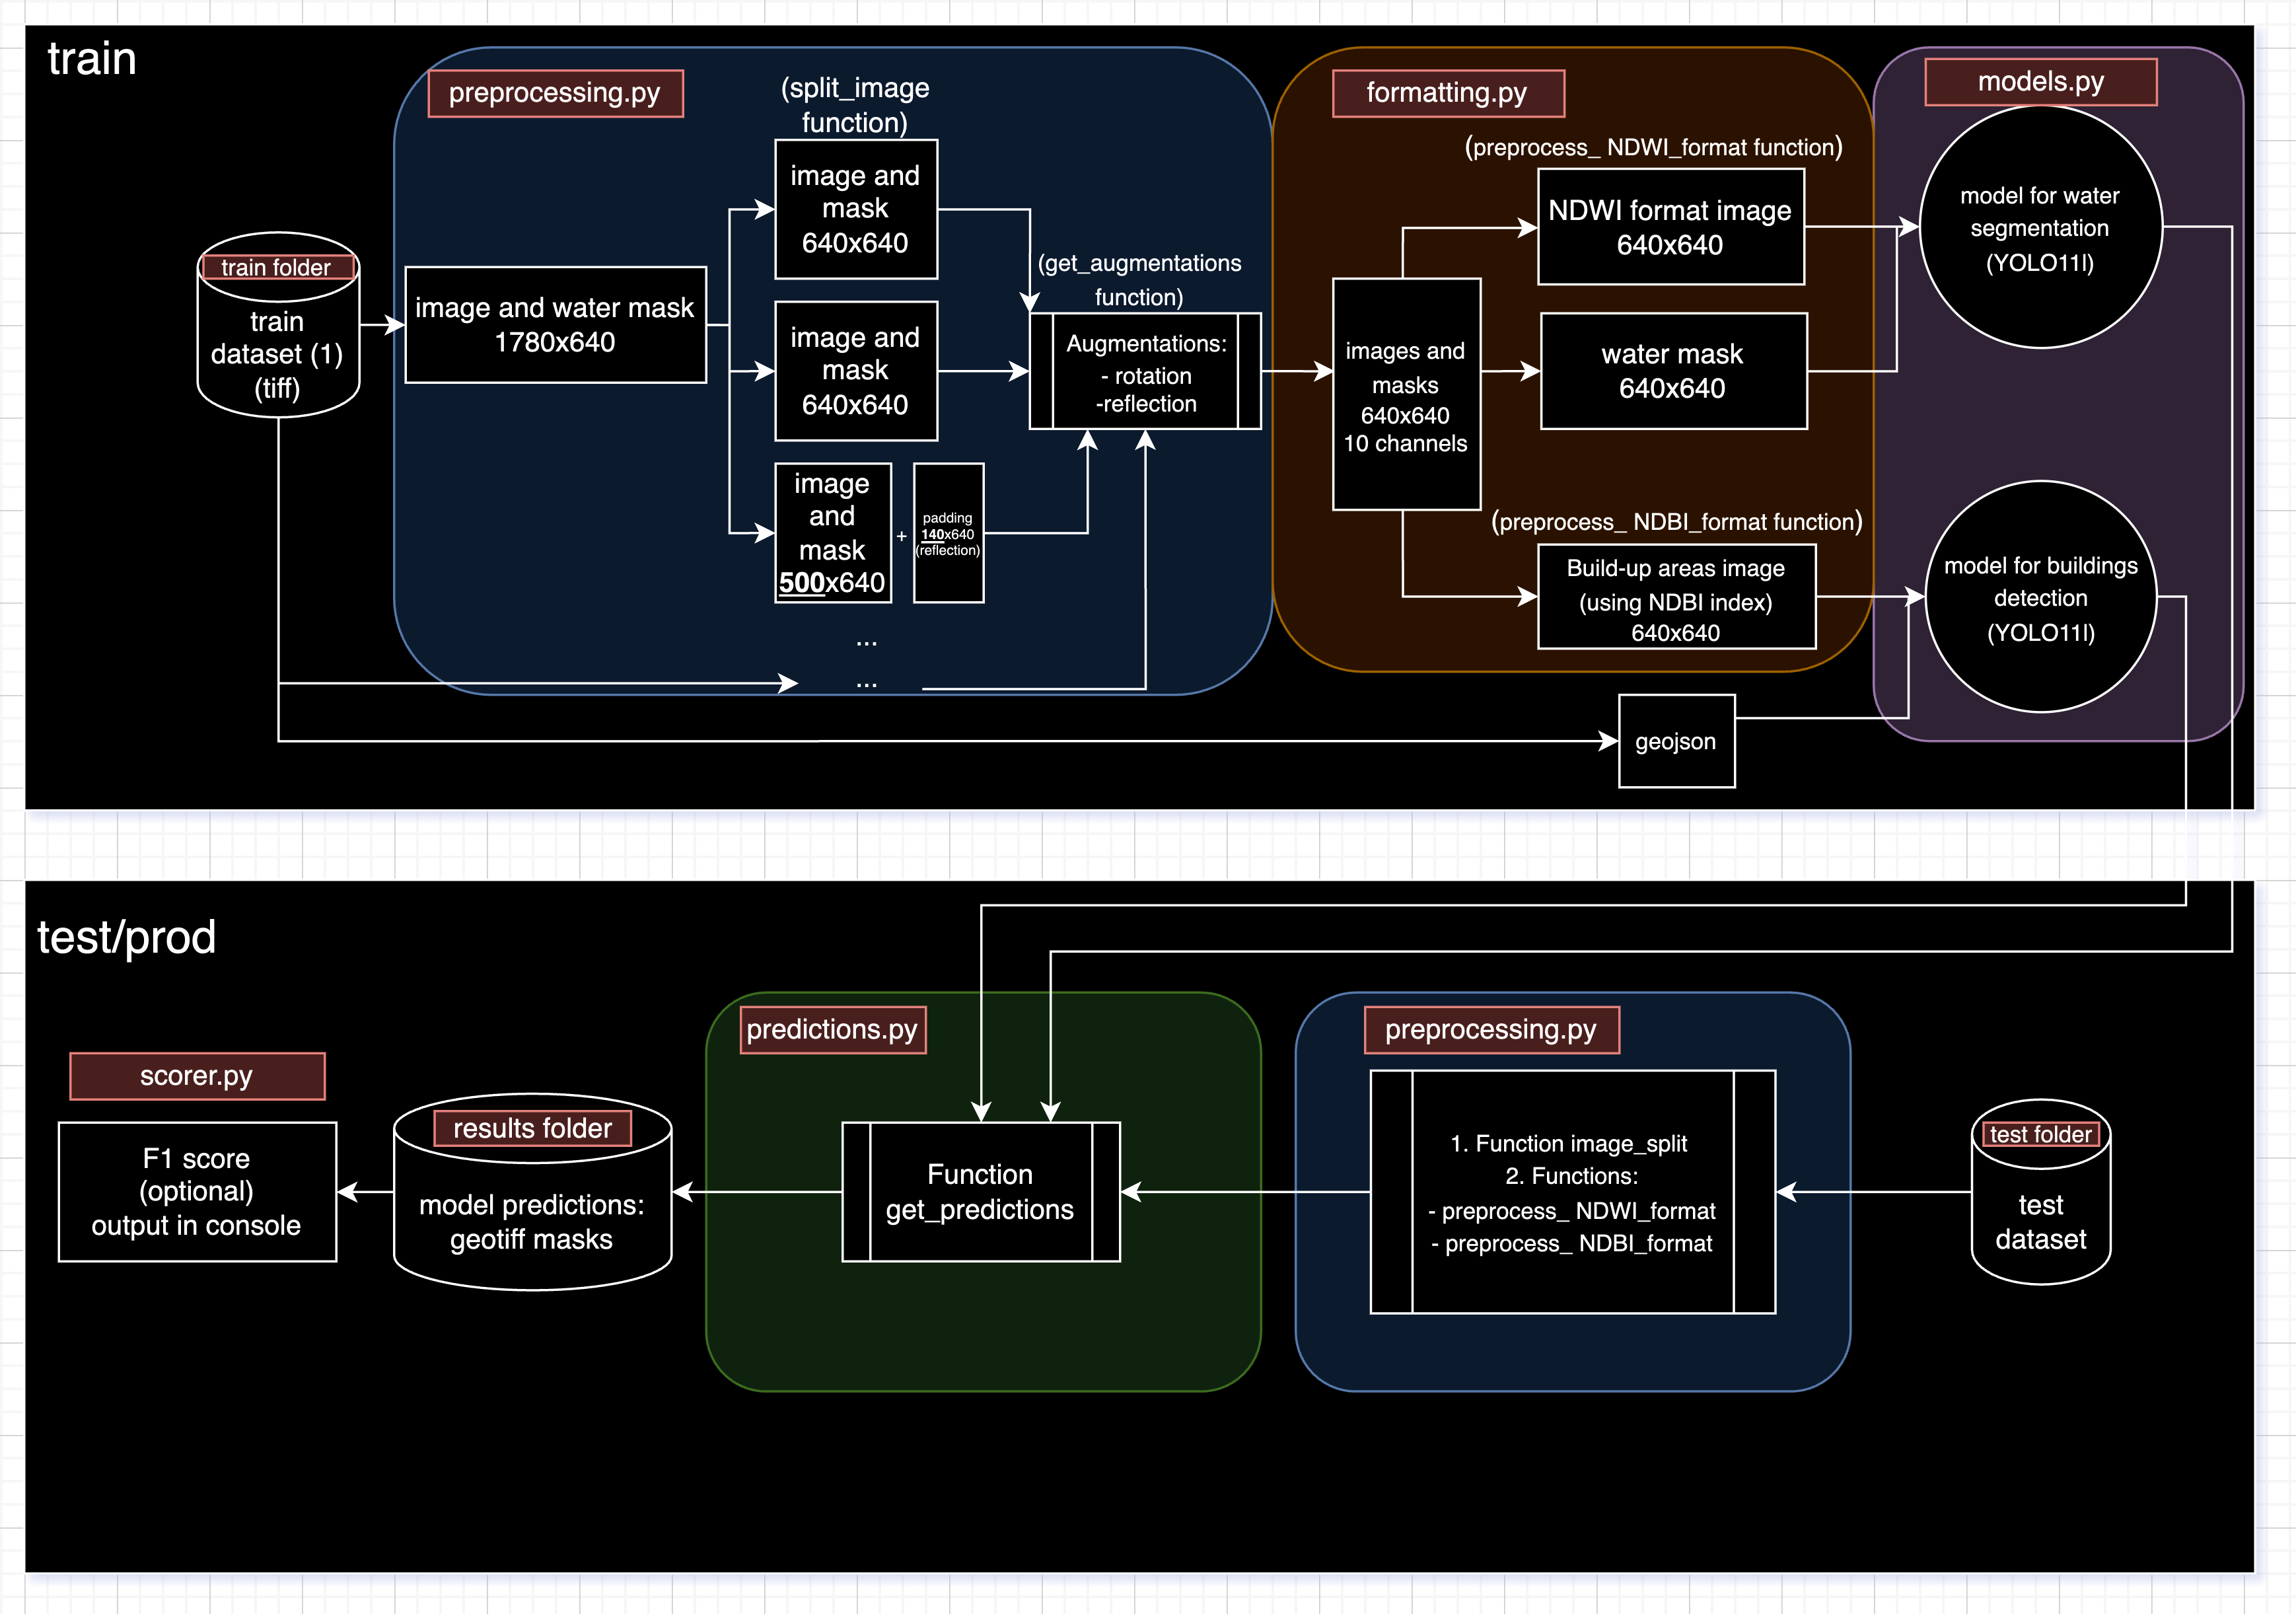 train
preprocessing.py
(split_image
function)
train folder
train
dataset (1)
(tiff)
image and water mask
1780x640
image and
mask
640x640
image and
mask
640x640
image
and
mask
500x640
+
padding
140x640
(reflection)
...
...
(get_augmentations
function)
Augmentations:
- rotation
-reflection
formatting.py
(preprocess_ NDWI_format function)
NDWI format image
640x640
images and
masks
640x640
10 channels
water mask
640x640
(preprocess_ NDBI_format function)
Build-up areas image
(using NDBI index)
640x640
geojson
models.py
model for water
segmentation
(YOLO11l)
model for buildings
detection
(YOLO11l)
test/prod
scorer.py
F1 score
(optional)
output in console
results folder
model predictions:
geotiff masks
predictions.py
Function
get_predictions
preprocessing.py
1. Function image_split
2. Functions:
- preprocess_ NDWI_format
- preprocess_ NDBI_format
test folder
test
dataset